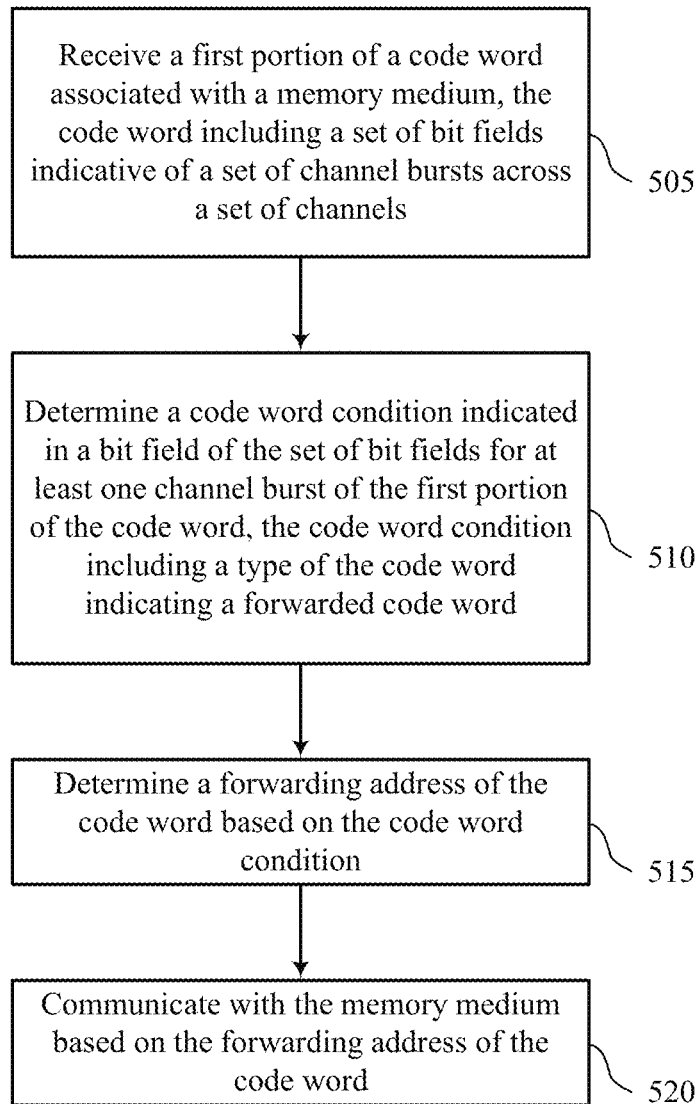 Receive a first portion of a code word
associated with a memory medium, the
code word including a set of bit fields
indicative of a set of channel bursts across
a set of channels
505
Determine a code word condition indicated
in a bit field of the set of bit fields for at
least one channel burst of the first portion
of the code word, the code word condition
including a type of the code word
indicating a forwarded code word
510
Determine a forwarding address of the
code word based on the code word
condition
515
Communicate with the memory medium
based on the forwarding address of the
code word
520